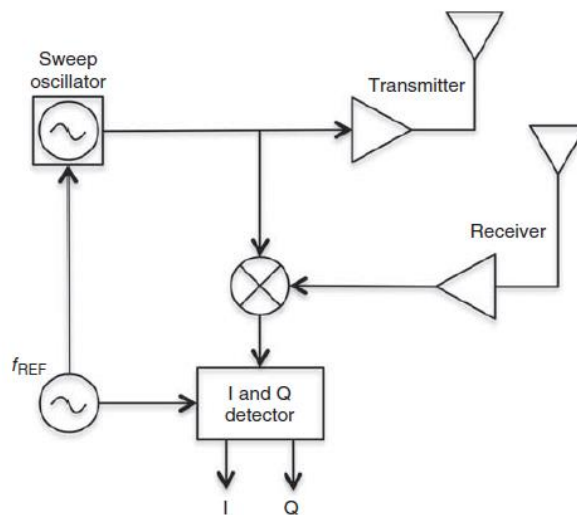 Sweep
oscillator
Transmitter
Receiver
fREF
I and Q
detector
I
Q